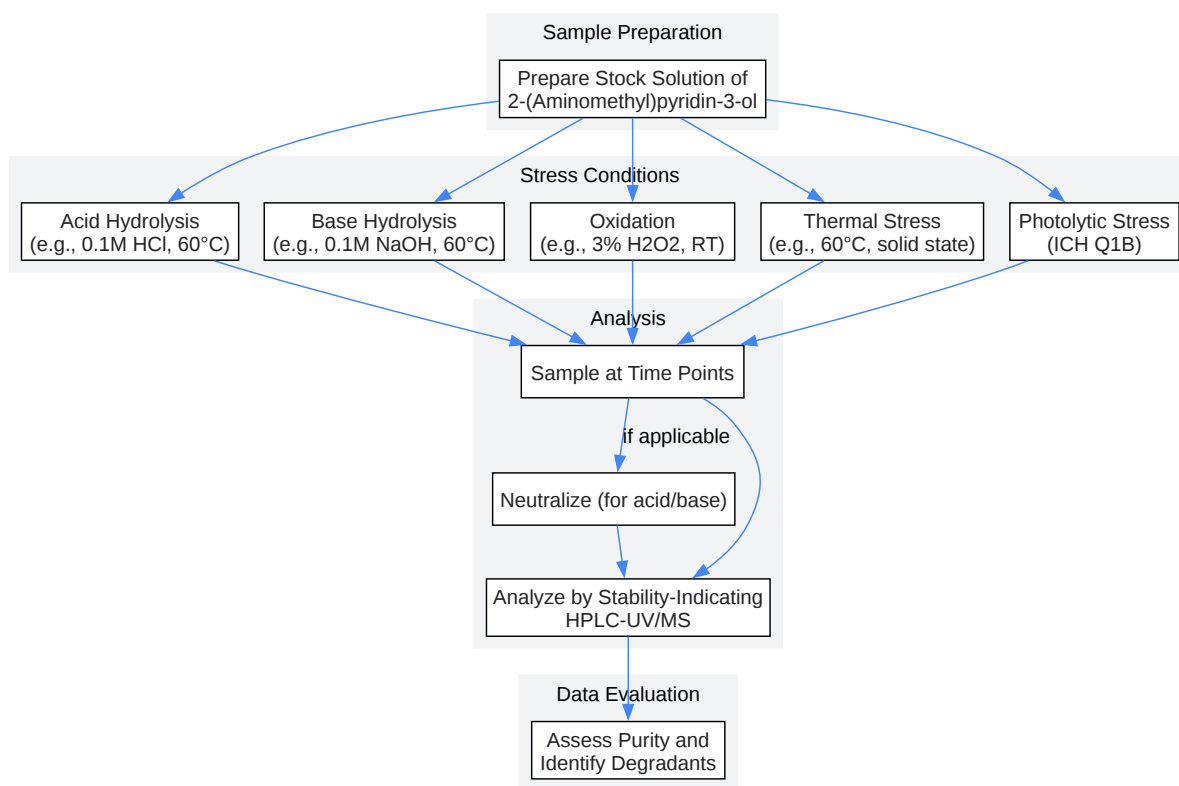 Sample Preparation
Prepare Stock Solution of
2-(Aminomethyl)pyridin-3-ol
Stress Conditions
Acid Hydrolysis
(e.g., 0.1M HCl, 60°C)
Base Hydrolysis
(e.g., 0.1M NaOH, 60°C)
Oxidation
(e.g., 3% H2O2, RT)
Thermal Stress
(e.g., 60°C, solid state)
Photolytic Stress
(ICH Q1B)
Analysis
Sample at Time Points
if applicable
Neutralize (for acid/base)
Analyze by Stability-Indicating
HPLC-UV/MS
Data Evaluation
Assess Purity and
Identify Degradants